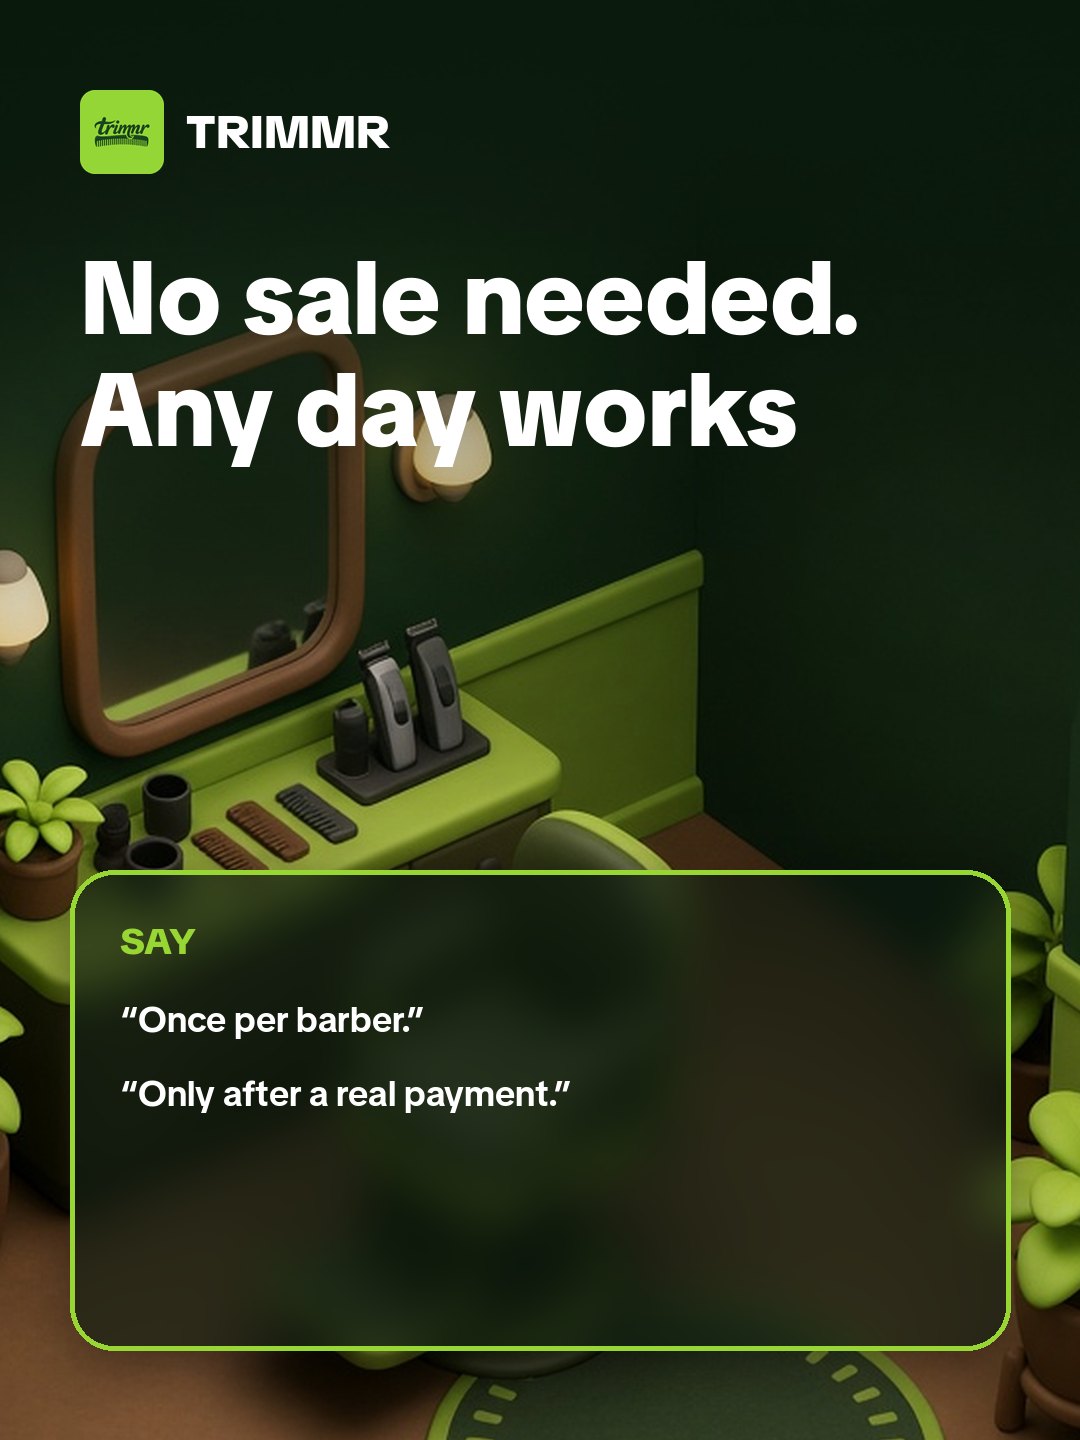 trimmr
TRIMMR
No sale needed.
Any day works
SAY
“Once per barber.”
“Only after a real payment.”